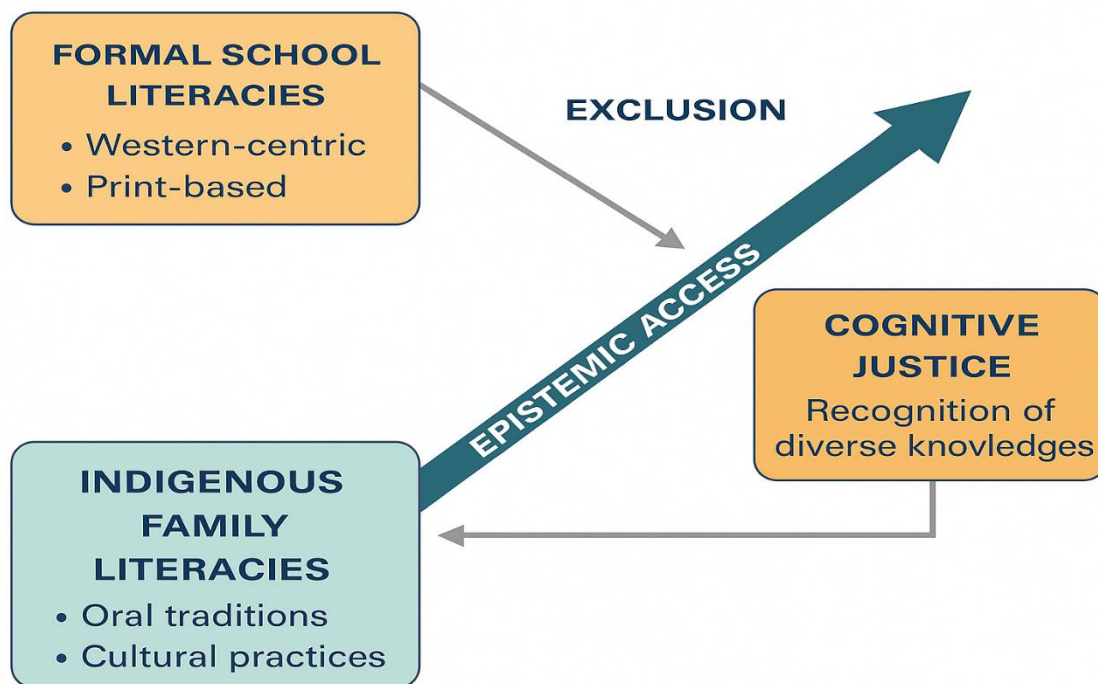 FORMAL SCHOOL
LITERACIES
• Western-centric
• Print-based
EXCLUSION
EPISTEMIC ACCESS
COGNITIVE
JUSTICE
Recognition of
diverse knovledges
INDIGENOUS
FAMILY
LITERACIES
• Oral traditions
• Cultural practices